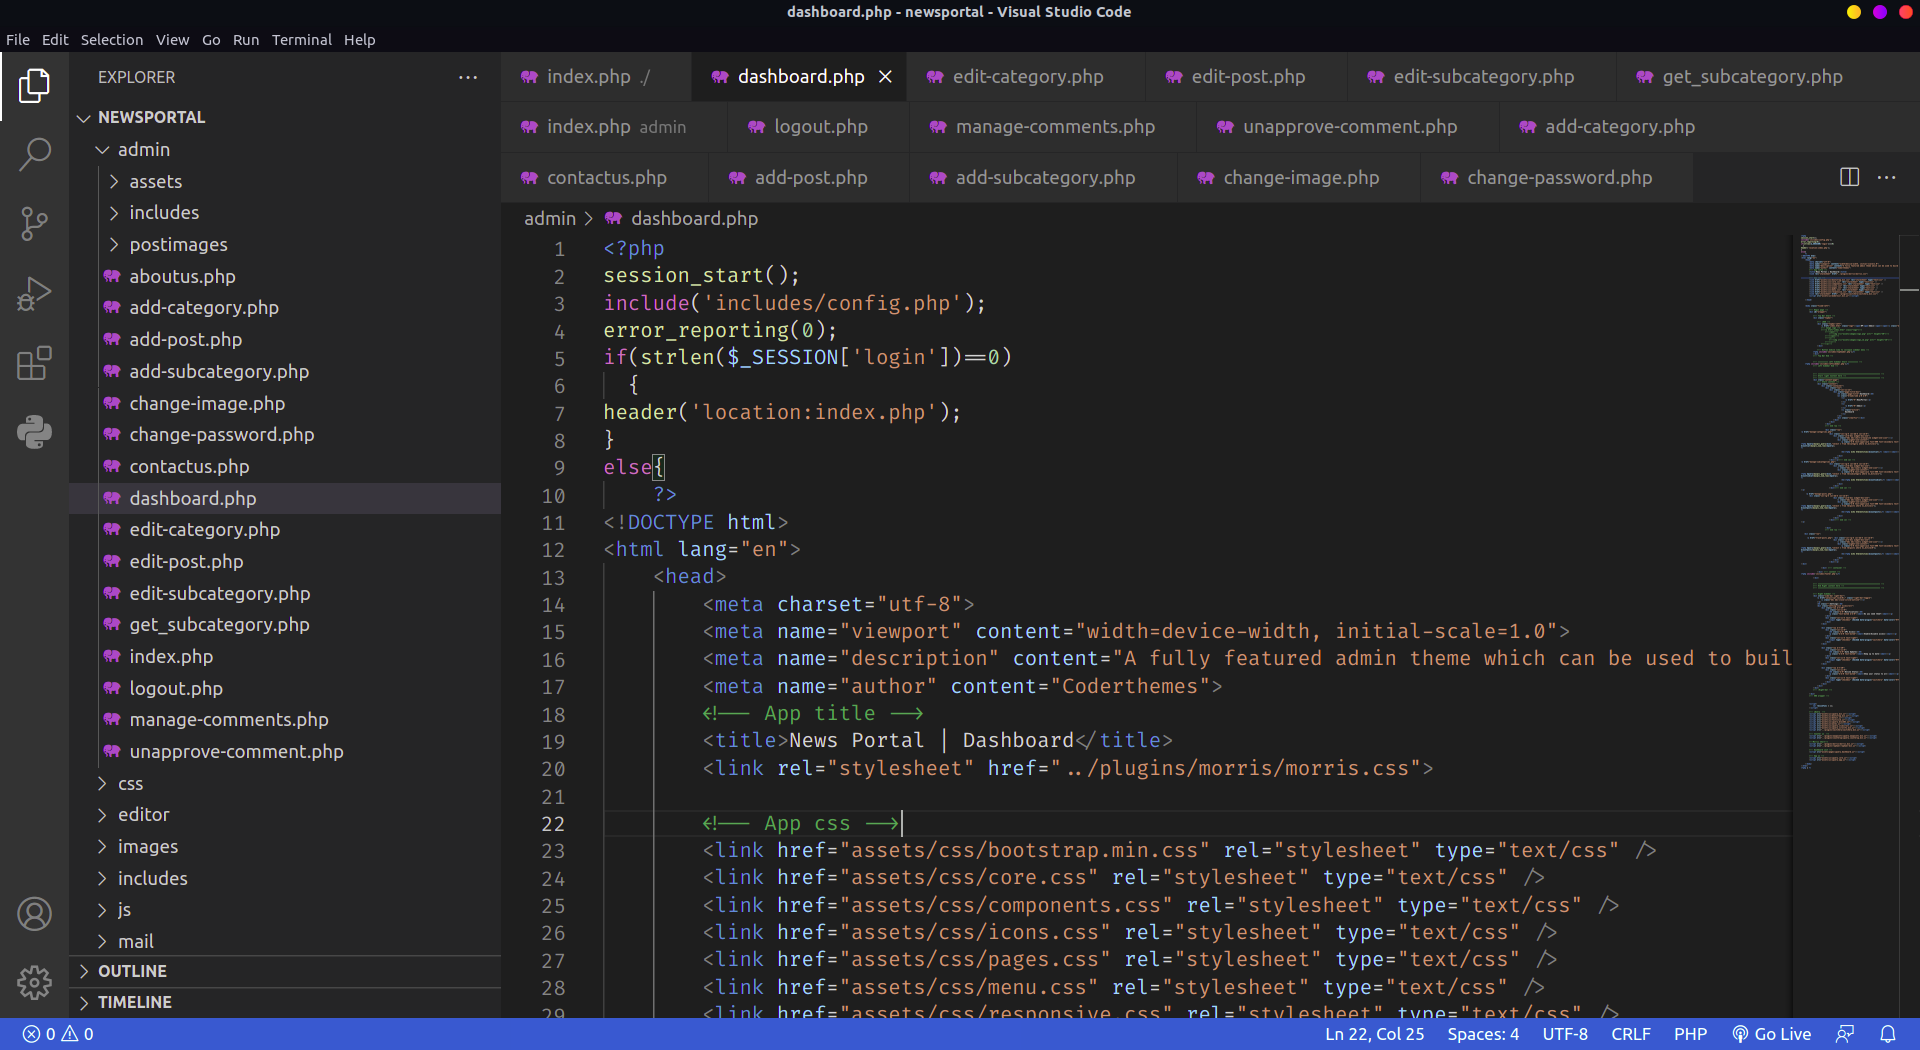 dashboard.php - newsportal - Visual Studio Code
File Edit Selection View Go Run Terminal Help
EXPLORER
NEWSPORTAL
admin
assets
includes
postimages
aboutus.php
add-category.php
add-post.php
add-subcategory.php
change-image.php
change-password.php
contactus.php
dashboard.php
edit-category.php
edit-post.php
edit-subcategory.php
get_subcategory.php
index.php
logout.php
manage-comments.php
unapprove-comment.php
css
editor
images
includes
js
mail
OUTLINE
TIMELINE
index.php ./ dashboard.php edit-category.php edit-post.php edit-subcategory.php get_subcategory.php
index.php admin logout.php manage-comments.php unapprove-comment.php add-category.php
contactus.php add-post.php add-subcategory.php change-image.php change-password.php
admin > dashboard.php
1 <?php
2 session_start();
3 include('includes/config.php');
4 error_reporting(0);
5 if(strlen($_SESSION['login'])==0)
6 {
7 header('location:index.php');
8 }
9 else{
10 ?>
11 <!DOCTYPE html>
12 <html lang="en">
13 <head>
14 <meta charset="utf-8">
15 <meta name="viewport" content="width=device-width, initial-scale=1.0">
16 <meta name="description" content="A fully featured admin theme which can be used to buil
17 <meta name="author" content="Coderthemes">
18 <!-- App title -->
19 <title>News Portal | Dashboard</title>
20 <link rel="stylesheet" href="../plugins/morris/morris.css">
21
22 <!-- App css -->
23 <link href="assets/css/bootstrap.min.css" rel="stylesheet" type="text/css" />
24 <link href="assets/css/core.css" rel="stylesheet" type="text/css" />
25 <link href="assets/css/components.css" rel="stylesheet" type="text/css" />
26 <link href="assets/css/icons.css" rel="stylesheet" type="text/css" />
27 <link href="assets/css/pages.css" rel="stylesheet" type="text/css" />
28 <link href="assets/css/menu.css" rel="stylesheet" type="text/css" />
29 <link href="assets/css/responsive.css" rel="stylesheet" type="text/css" />
0 0 Ln 22, Col 25 Spaces: 4 UTF-8 CRLF PHP Go Live